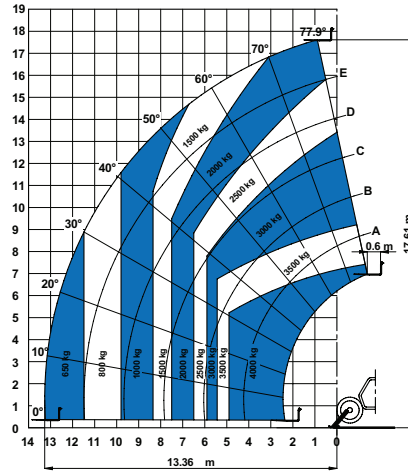 19
18
17
16
15
14
13
12
11
10
9
8
7
6
5
4
3
2
1
0
14 13 12 11 10 9 8 7 6 5 4 3 2 1 0
13.36 m
17.61 m
0.6 m
77.9°
70°
60°
50°
40°
30°
20°
10°
0°
E
D
C
B
A
1500 kg
2000 kg
2500 kg
3000 kg
3500 kg
650 kg
800 kg
1000 kg
1500 kg
2000 kg
2500 kg
3000 kg
3500 kg
4000 kg